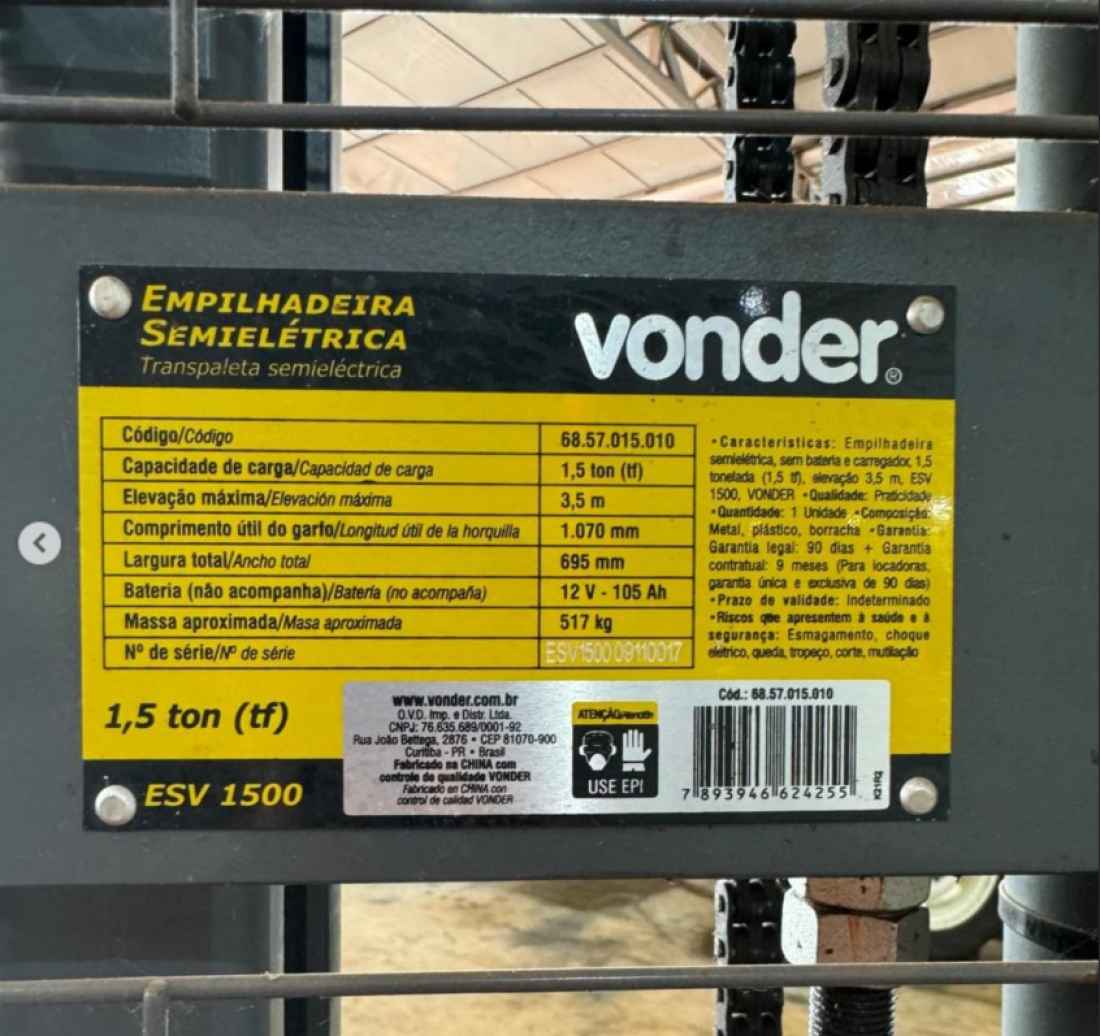 EMPILHADEIRA
SEMIELÉTRICA
Transpaleta semieléctrica
vonder®
Código/Código 68.57.015.010
Capacidade de carga/Capacidad de carga 1,5 ton (tf)
Elevação máxima/Elevación máxima 3,5 m
Comprimento útil do garfo/Longitud útil de la horquilla 1.070 mm
Largura total/Ancho total 695 mm
Bateria (não acompanha)/Batería (no acompaña) 12 V - 105 Ah
Massa aproximada/Masa aproximada 517 kg
Nº de série/Nº de série ESV150009110017
•Características: Empilhadeira
semielétrica, sem bateria e carregador, 1,5
tonelada (1,5 tf), elevação 3,5 m, ESV
1500, VONDER •Qualidade: Praticidade
•Quantidade: 1 Unidade •Composição:
Metal, plástico, borracha •Garantia:
Garantia legal: 90 dias + Garantia
contratual: 9 meses (Para locadoras,
garantia única e exclusiva de 90 dias)
•Prazo de validade: Indeterminado
•Riscos que apresentem à saúde e à
segurança: Esmagamento, choque
elétrico, queda, tropeço, corte, mutilação
1,5 ton (tf)
ESV 1500
www.vonder.com.br
O.V.D. Imp. e Distr. Ltda.
CNPJ: 76.635.689/0001-92
Rua João Bettega, 2876 • CEP 81070-900
Curitiba - PR • Brasil
Fabricado na CHINA com
controle de qualidade VONDER
Fabricado en CHINA con
control de calidad VONDER
ATENÇÃO/Atención
USE EPI
Cód.: 68.57.015.010
7 893946 624255